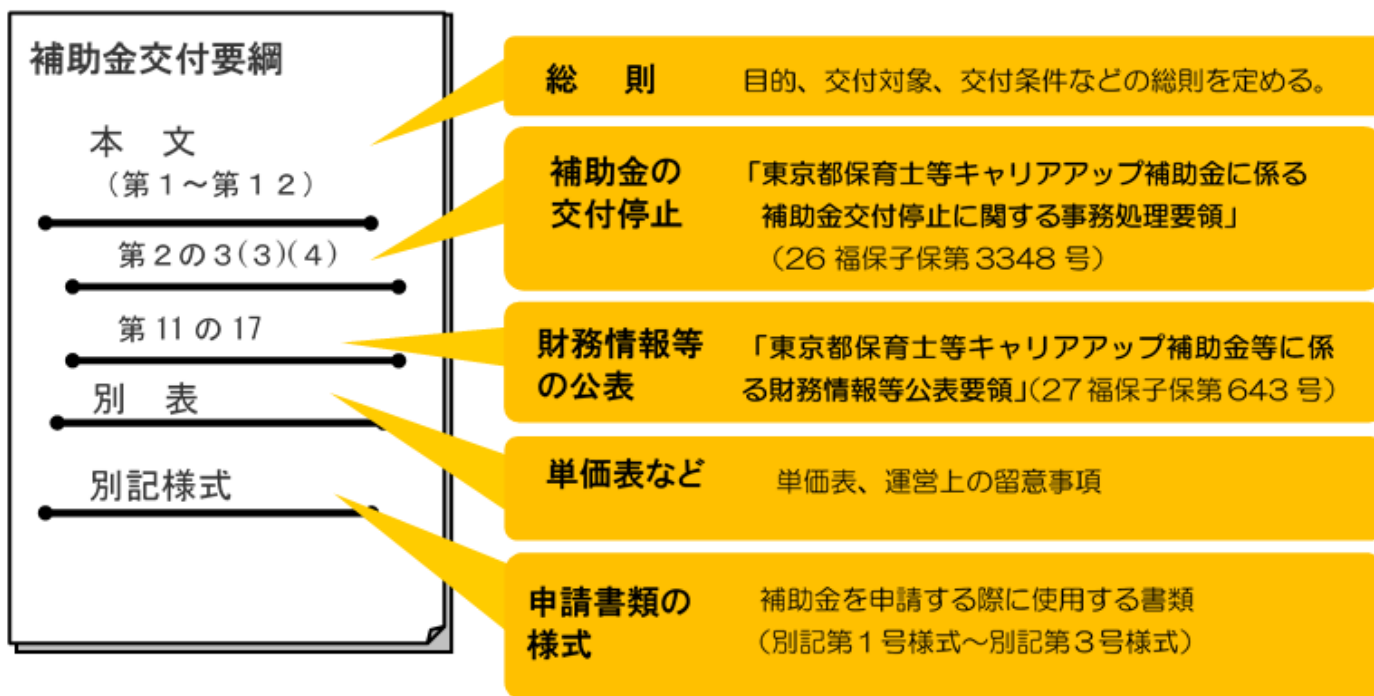 補助金交付要綱
本　文
（第１～第１２）
第２の３(３)(４)
第 11 の 17
別　表
別記様式
総　則
目的、交付対象、交付条件などの総則を定める。
補助金の
交付停止
「東京都保育士等キャリアアップ補助金に係る
補助金交付停止に関する事務処理要領」
（26 福保子保第 3348 号）
財務情報等
の公表
「東京都保育士等キャリアアップ補助金等に係
る財務情報等公表要領」（27 福保子保第 643 号）
単価表など
単価表、運営上の留意事項
申請書類の
様式
補助金を申請する際に使用する書類
（別記第１号様式～別記第３号様式）